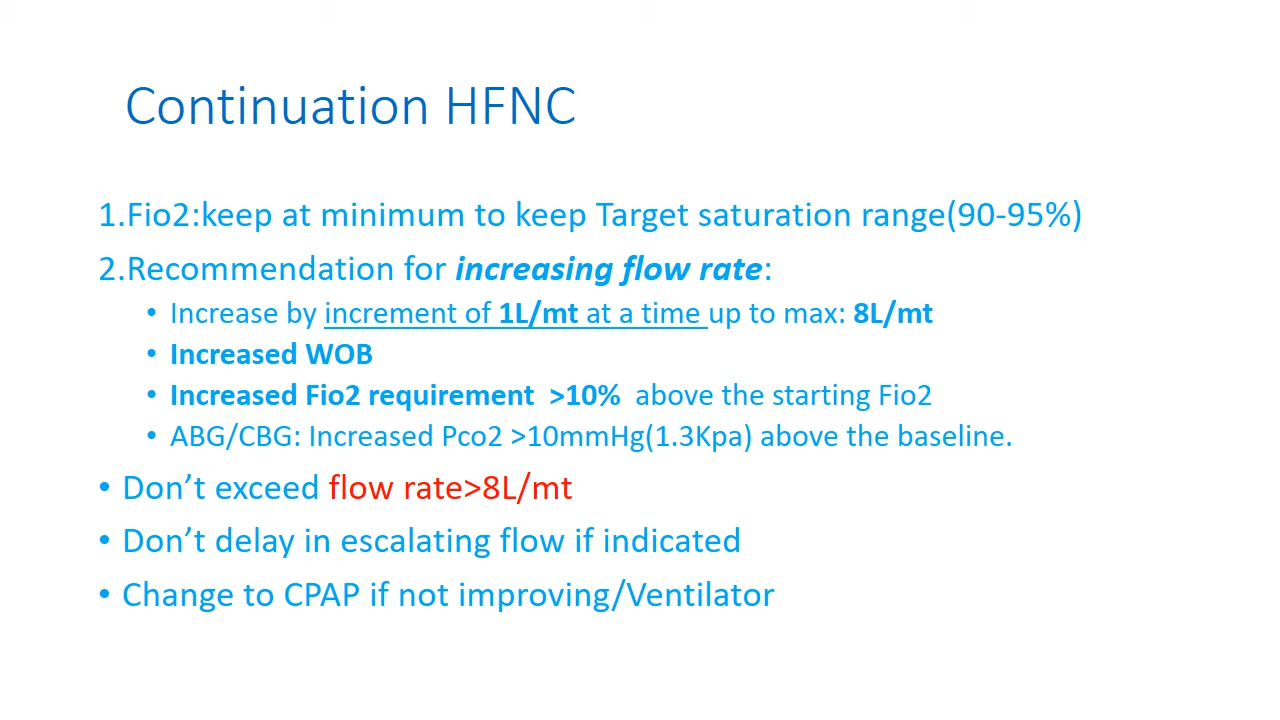 Continuation HFNC
1.Fio2:keep at minimum to keep Target saturation range(90-95%)
2.Recommendation for increasing flow rate:
• Increase by increment of 1L/mt at a time up to max: 8L/mt
• Increased WOB
• Increased Fio2 requirement >10% above the starting Fio2
• ABG/CBG: Increased Pco2 >10mmHg(1.3Kpa) above the baseline.
• Don’t exceed flow rate>8L/mt
• Don’t delay in escalating flow if indicated
• Change to CPAP if not improving/Ventilator